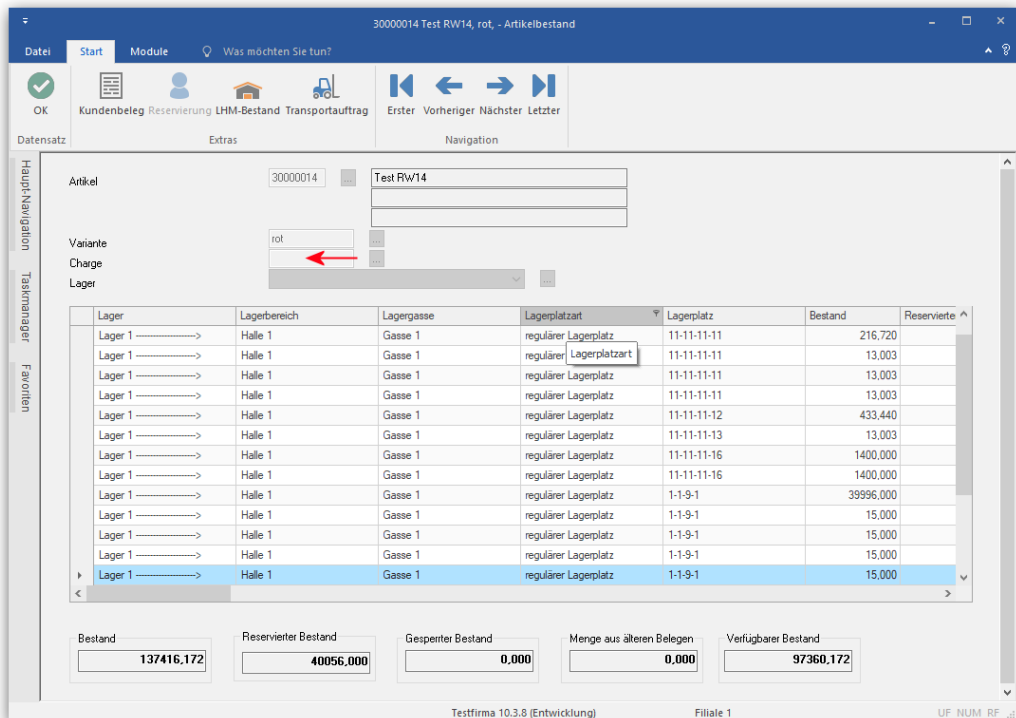 30000014 Test RW14, rot, - Artikelbestand
Datei Start Module Was möchten Sie tun?
OK Kundenbeleg Reservierung LHM-Bestand Transportauftrag Erster Vorheriger Nächster Letzter
Datensatz Extras Navigation
Haupt-Navigation
Taskmanager
Favoriten
Artikel 30000014 ... Test RW14
Variante rot ...
Charge ...
Lager ...
Lager Lagerbereich Lagergasse Lagerplatzart Lagerplatz Bestand Reservierte
Lager 1 --------------------> Halle 1 Gasse 1 regulärer Lagerplatz 11-11-11-11 216,720
Lager 1 --------------------> Halle 1 Gasse 1 regulärer 11-11-11-11 13,003
Lagerplatzart
Lager 1 --------------------> Halle 1 Gasse 1 regulärer Lagerplatz 11-11-11-11 13,003
Lager 1 --------------------> Halle 1 Gasse 1 regulärer Lagerplatz 11-11-11-11 13,003
Lager 1 --------------------> Halle 1 Gasse 1 regulärer Lagerplatz 11-11-11-12 433,440
Lager 1 --------------------> Halle 1 Gasse 1 regulärer Lagerplatz 11-11-11-13 13,003
Lager 1 --------------------> Halle 1 Gasse 1 regulärer Lagerplatz 11-11-11-16 1400,000
Lager 1 --------------------> Halle 1 Gasse 1 regulärer Lagerplatz 11-11-11-16 1400,000
Lager 1 --------------------> Halle 1 Gasse 1 regulärer Lagerplatz 1-1-9-1 39996,000
Lager 1 --------------------> Halle 1 Gasse 1 regulärer Lagerplatz 1-1-9-1 15,000
Lager 1 --------------------> Halle 1 Gasse 1 regulärer Lagerplatz 1-1-9-1 15,000
Lager 1 --------------------> Halle 1 Gasse 1 regulärer Lagerplatz 1-1-9-1 15,000
Lager 1 --------------------> Halle 1 Gasse 1 regulärer Lagerplatz 1-1-9-1 15,000
Bestand Reservierter Bestand Gesperrter Bestand Menge aus älteren Belegen Verfügbarer Bestand
137416,172 40056,000 0,000 0,000 97360,172
Testfirma 10.3.8 (Entwicklung) Filiale 1 UF NUM RF